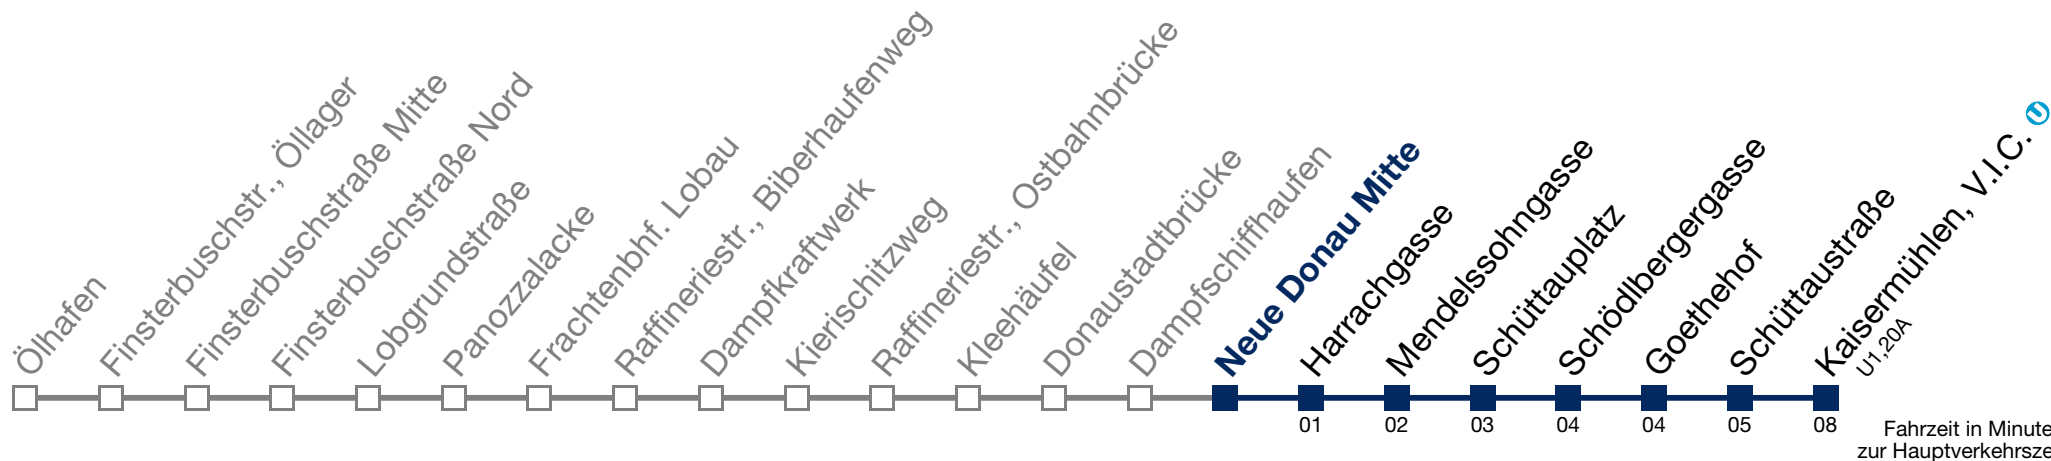 Ölhafen
Finsterbuschstr., Öllager
Finsterbuschstraße Mitte
Finsterbuschstraße Nord
Lobgrundstraße
Panozzalacke
Frachtenbhf. Lobau
Raffineriestr., Biberhaufenweg
Dampfkraftwerk
Kierischitzweg
Raffineriestr., Ostbahnbrücke
Kleehäufel
Donaustadtbrücke
Dampfschiffhaufen
Neue Donau Mitte
Harrachgasse
Mendelssohngasse
Schüttauplatz
Schödlbergergasse
Goethehof
Schüttaustraße
Kaisermühlen, V.I.C. U
U1,20A
01 02 03 04 04 05 08
Fahrzeit in Minute
zur Hauptverkehrsze